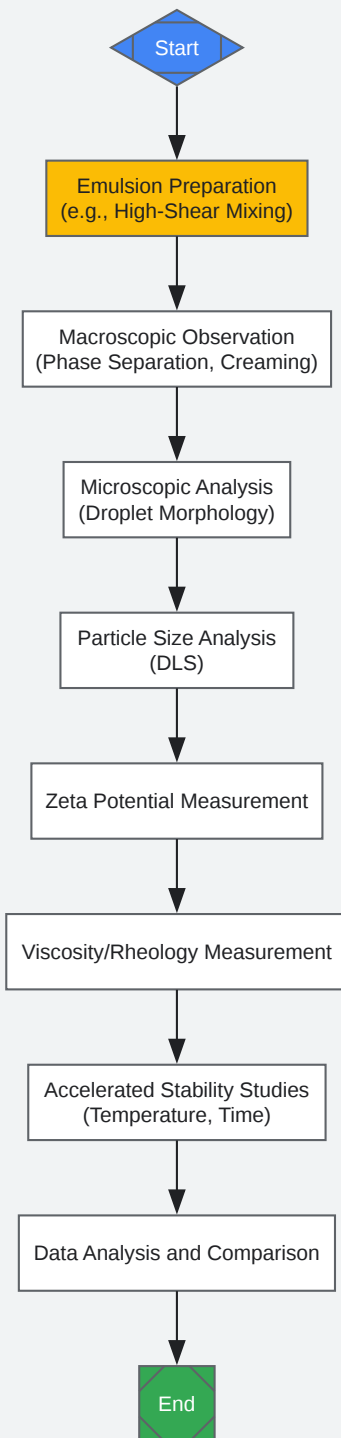 Start
Emulsion Preparation
(e.g., High-Shear Mixing)
Macroscopic Observation
(Phase Separation, Creaming)
Microscopic Analysis
(Droplet Morphology)
Particle Size Analysis
(DLS)
Zeta Potential Measurement
Viscosity/Rheology Measurement
Accelerated Stability Studies
(Temperature, Time)
Data Analysis and Comparison
End